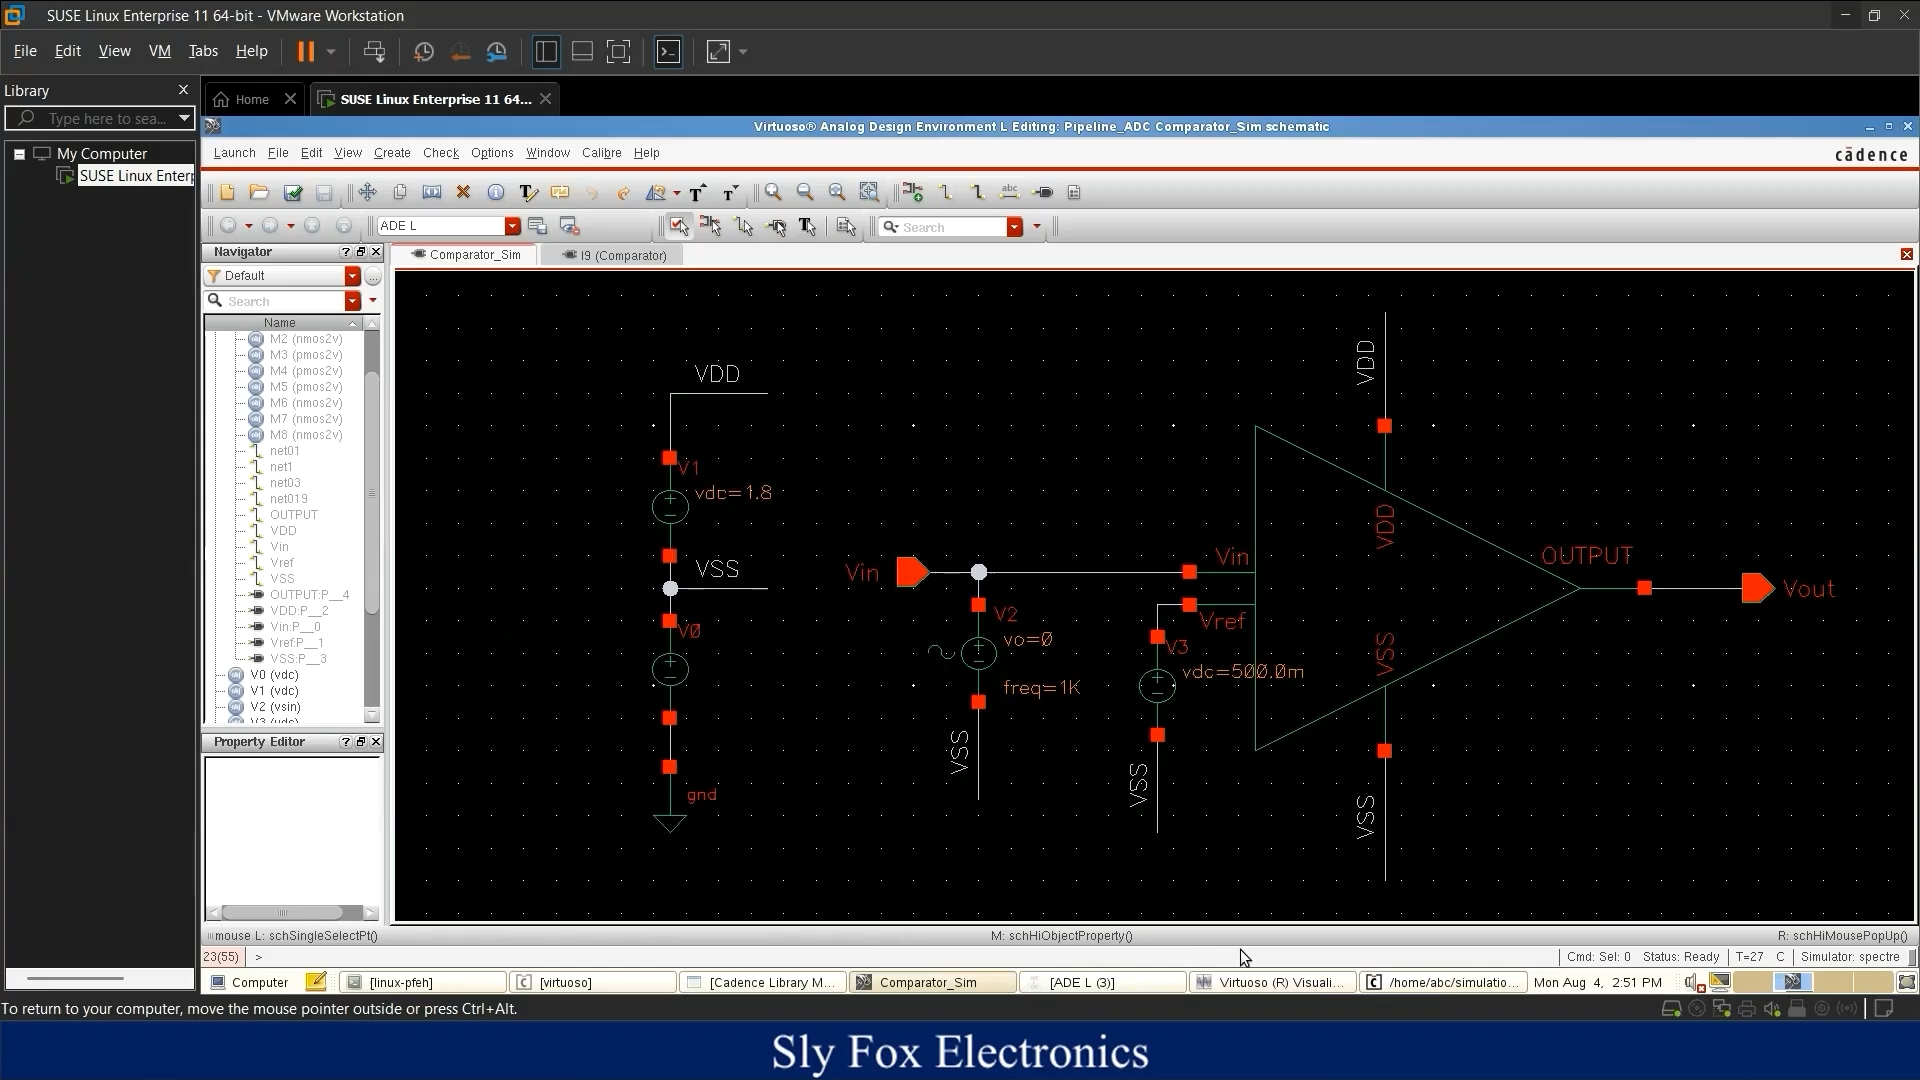 SUSE Linux Enterprise 11 64-bit - VMware Workstation
File Edit View VM Tabs Help
Library
Type here to sea...
My Computer
SUSE Linux Enterp
Home
SUSE Linux Enterprise 11 64...
Virtuoso® Analog Design Environment L Editing: Pipeline_ADC Comparator_Sim schematic
Launch File Edit View Create Check Options Window Calibre Help
cādence
ADE L
Search
Navigator
Default
Search
Name
M2 (nmos2v)
M3 (pmos2v)
M4 (pmos2v)
M5 (pmos2v)
M6 (nmos2v)
M7 (nmos2v)
M8 (nmos2v)
net01
net1
net03
net019
OUTPUT
VDD
Vin
Vref
VSS
OUTPUT:P__4
VDD:P__2
Vin:P__0
Vref:P__1
VSS:P__3
V0 (vdc)
V1 (vdc)
V2 (vsin)
V3 (vdc)
Property Editor
Comparator_Sim
I9 (Comparator)
VDD
V1
vdc=1.8
VSS
V0
gnd
Vin
V2
vo=0
freq=1K
VSS
Vin
Vref
V3
vdc=500.0m
VSS
VDD
VDD
VSS
VSS
OUTPUT
Vout
mouse L: schSingleSelectPt()
M: schHiObjectProperty()
R: schHiMousePopUp()
23(55)
>
Cmd: Sel: 0 Status: Ready T=27 C Simulator: spectre
Computer
[linux-pfeh]
[virtuoso]
[Cadence Library M...
Comparator_Sim
[ADE L (3)]
Virtuoso (R) Visuali...
/home/abc/simulatio...
Mon Aug 4, 2:51 PM
To return to your computer, move the mouse pointer outside or press Ctrl+Alt.
Sly Fox Electronics